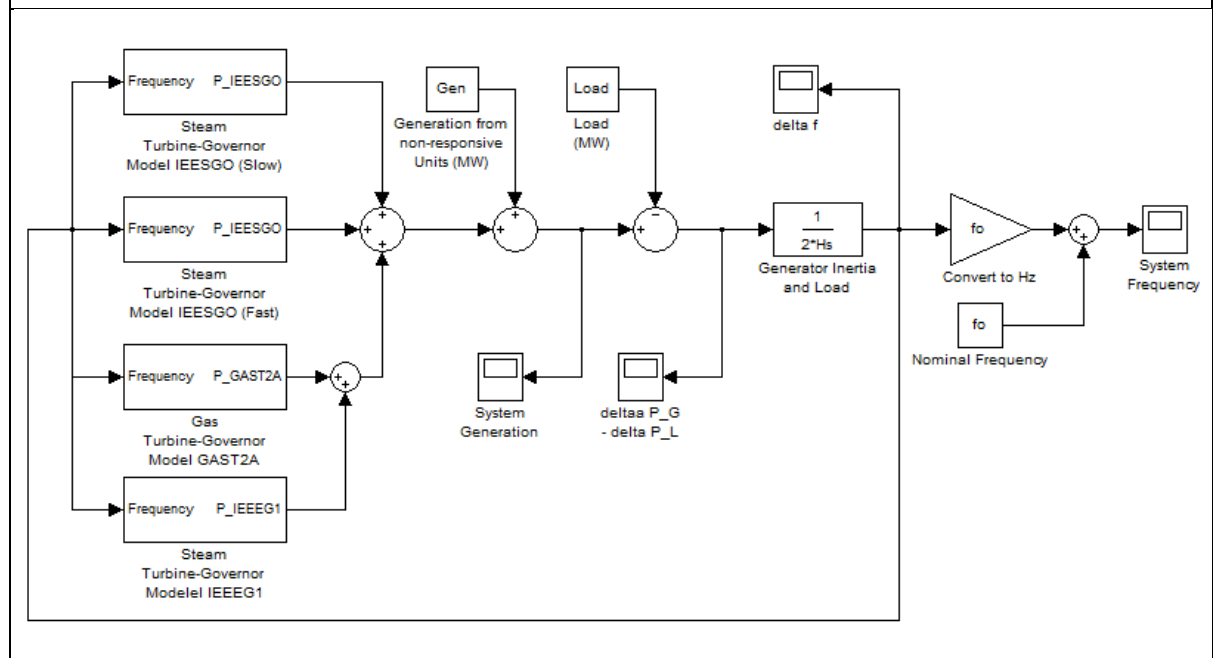 Frequency P_IEESGO
Steam
Turbine-Governor
Model IEESGO (Slow)
Frequency P_IEESGO
Steam
Turbine-Governor
Model IEESGO (Fast)
Frequency P_GAST2A
Gas
Turbine-Governor
Model GAST2A
Frequency P_IEEEG1
Steam
Turbine-Governor
Modelel IEEEG1
+
+
+
+
+
Gen
Generation from
non-responsive
Units (MW)
+
+
System
Generation
Load
Load
(MW)
−
+
deltaa P_G
- delta P_L
1
2*Hs
Generator Inertia
and Load
delta f
fo
Convert to Hz
fo
Nominal Frequency
+
+
System
Frequency